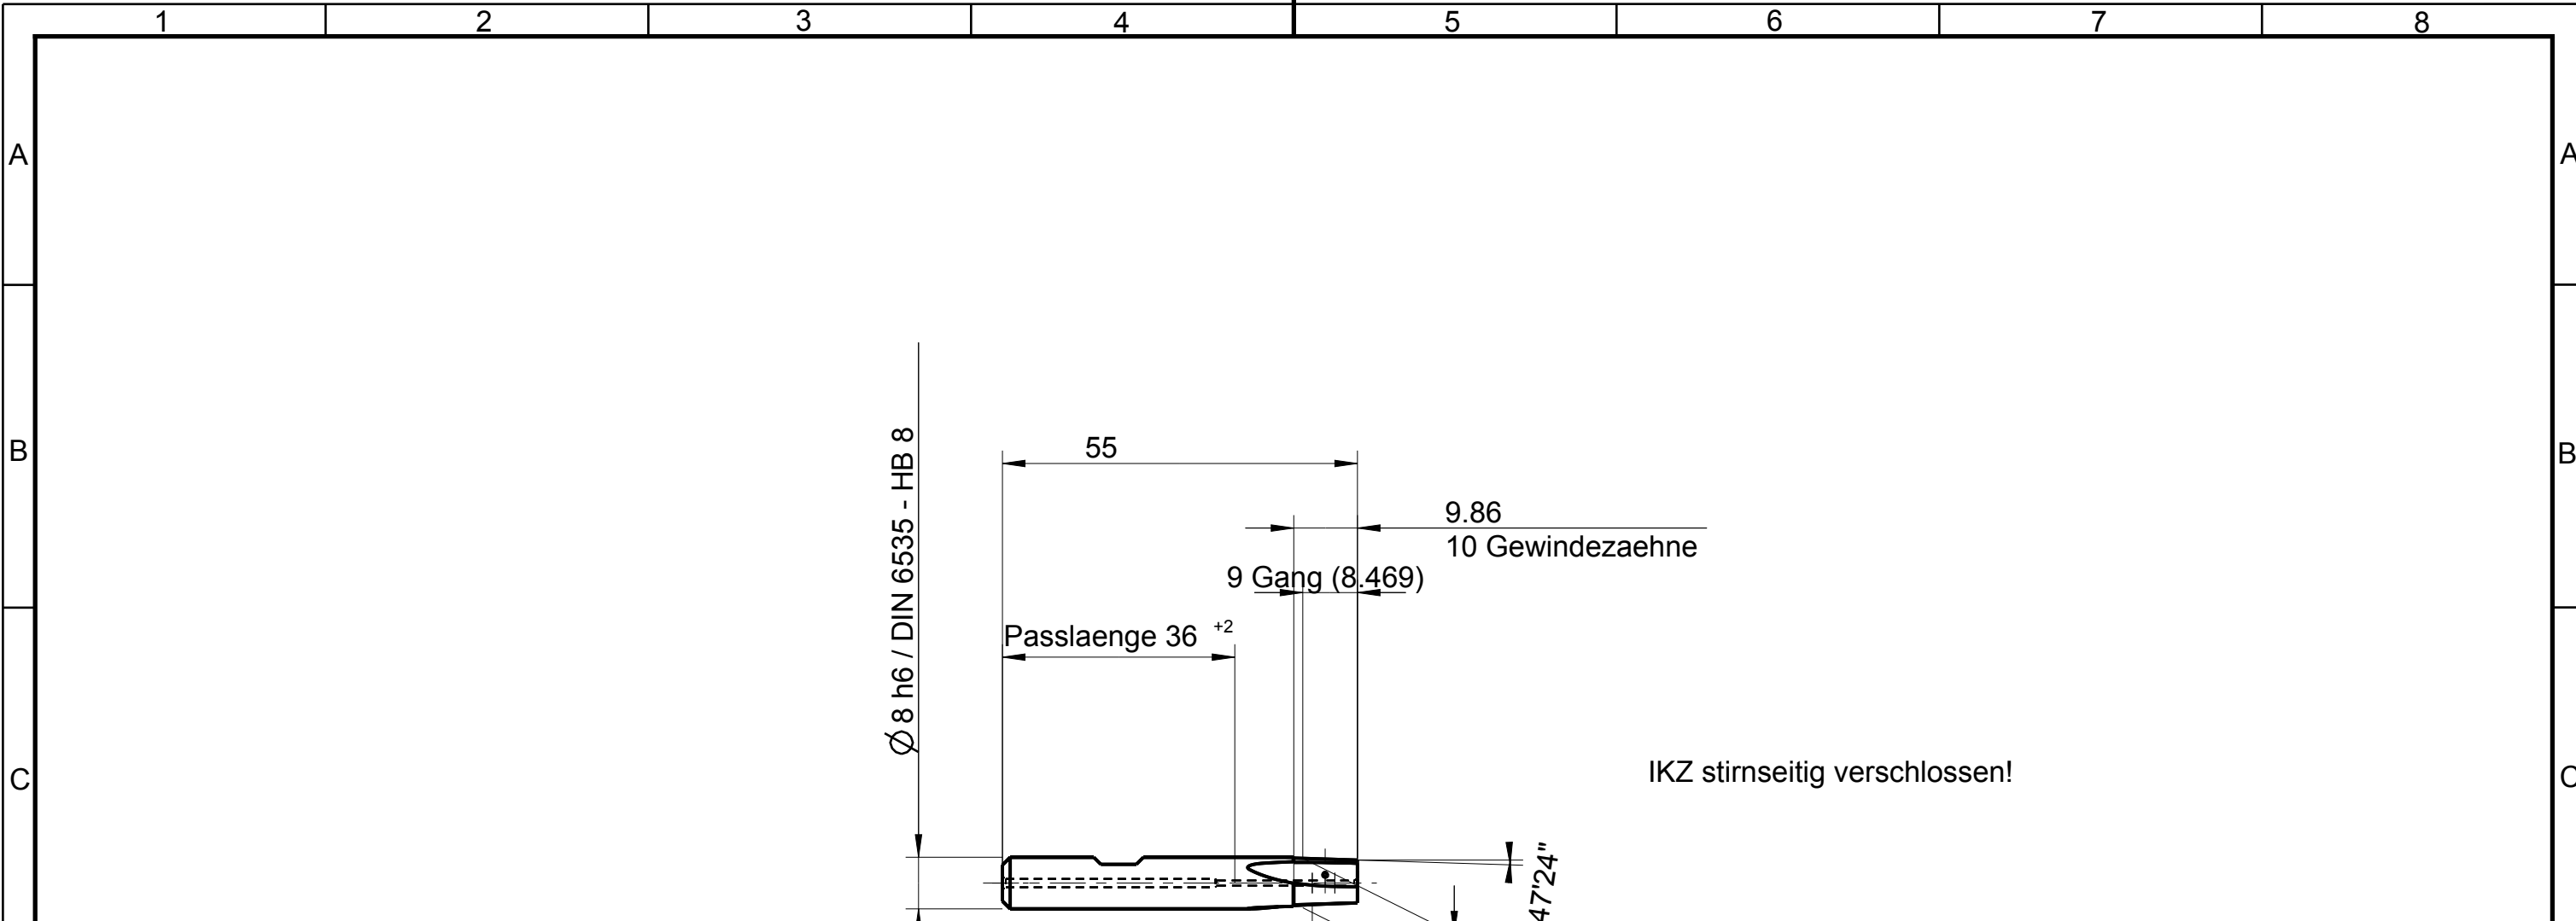 1 2 3 4 5 6 7 8
A A
B B
C C
55
9.86
10 Gewindezaehne
9 Gang (8.469)
Passlaenge 36 +2
Ø 8 h6 / DIN 6535 - HB 8
IKZ stirnseitig verschlossen!
47'24"